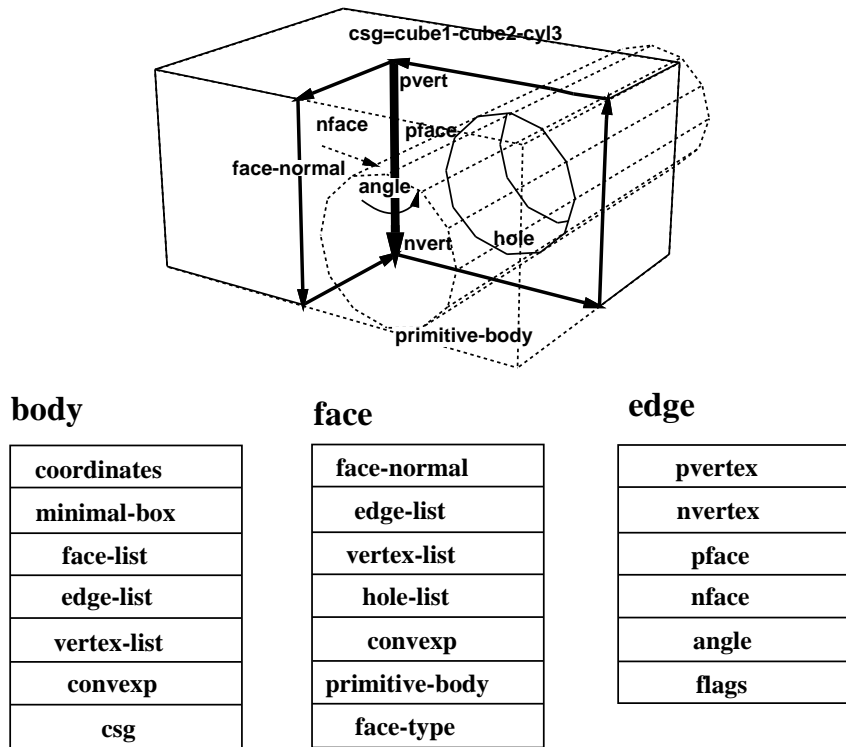 csg=cube1-cube2-cyl3
pvert
nface
pface
face-normal
angle
nvert
hole
primitive-body
body
coordinates
minimal-box
face-list
edge-list
vertex-list
convexp
csg
face
face-normal
edge-list
vertex-list
hole-list
convexp
primitive-body
face-type
edge
pvertex
nvertex
pface
nface
angle
flags